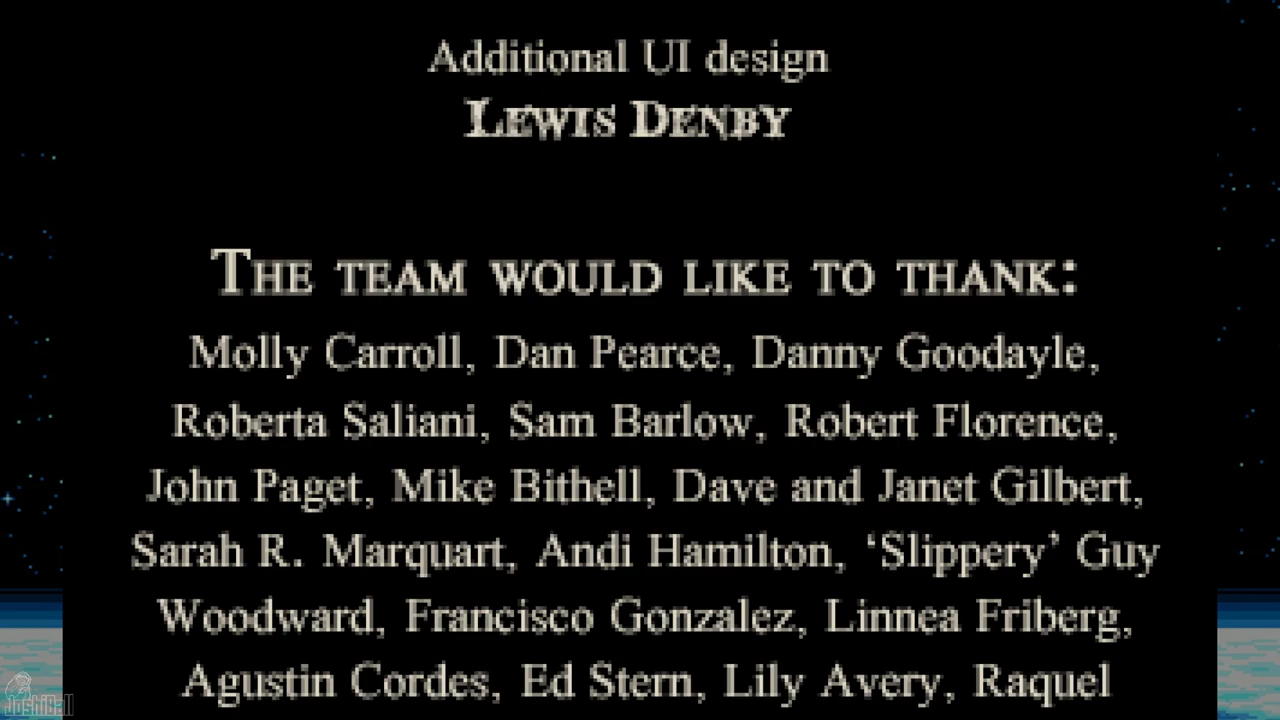 Additional UI design
LEWIS DENBY
THE TEAM WOULD LIKE TO THANK:
Molly Carroll, Dan Pearce, Danny Goodayle,
Roberta Saliani, Sam Barlow, Robert Florence,
John Paget, Mike Bithell, Dave and Janet Gilbert,
Sarah R. Marquart, Andi Hamilton, ‘Slippery’ Guy
Woodward, Francisco Gonzalez, Linnea Friberg,
Agustin Cordes, Ed Stern, Lily Avery, Raquel